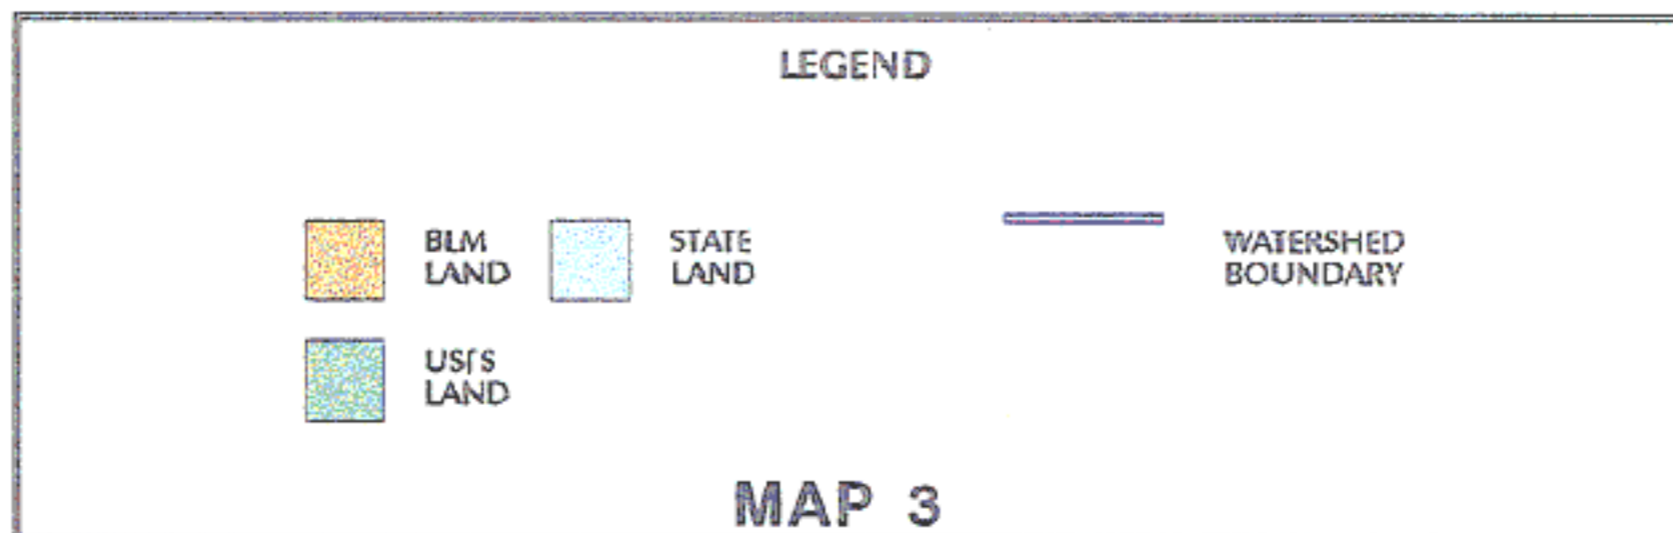 LEGEND
BLM
LAND
STATE
LAND
WATERSHED
BOUNDARY
USFS
LAND
MAP 3